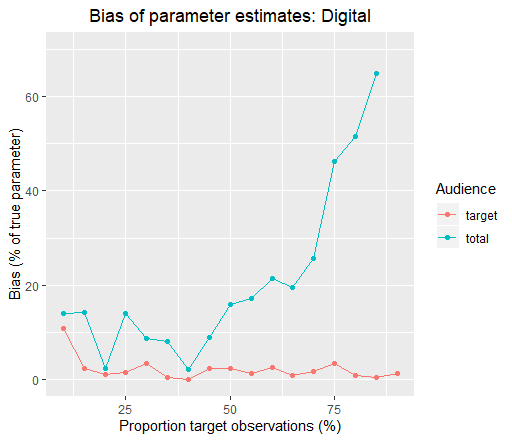 Bias of parameter estimates: Digital
Bias (% of true parameter)
60
40
20
0
25 50 75
Proportion target observations (%)
Audience
target
total